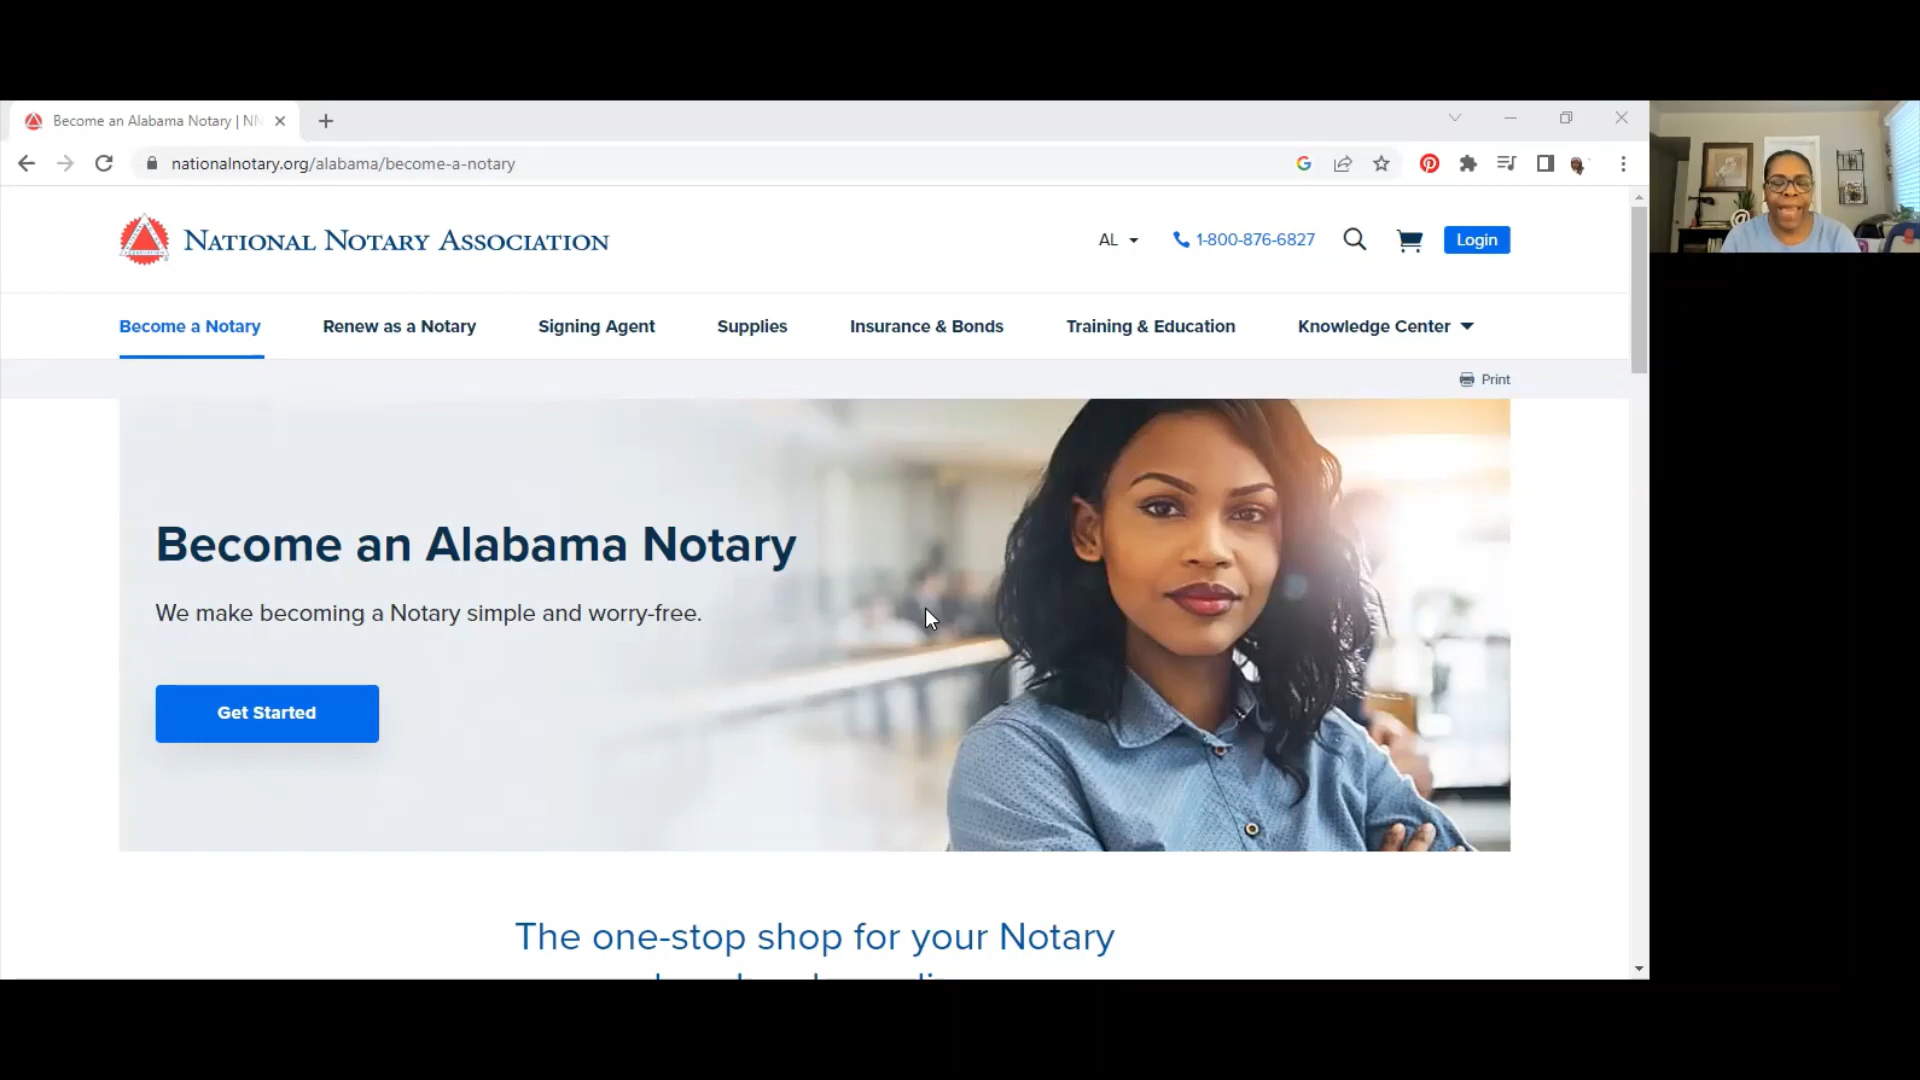 Become an Alabama Notary | NN
nationalnotary.org/alabama/become-a-notary
NATIONAL NOTARY ASSOCIATION
AL
1-800-876-6827
Login
Become a Notary
Renew as a Notary
Signing Agent
Supplies
Insurance & Bonds
Training & Education
Knowledge Center
Print
Become an Alabama Notary
We make becoming a Notary simple and worry-free.
Get Started
The one-stop shop for your Notary